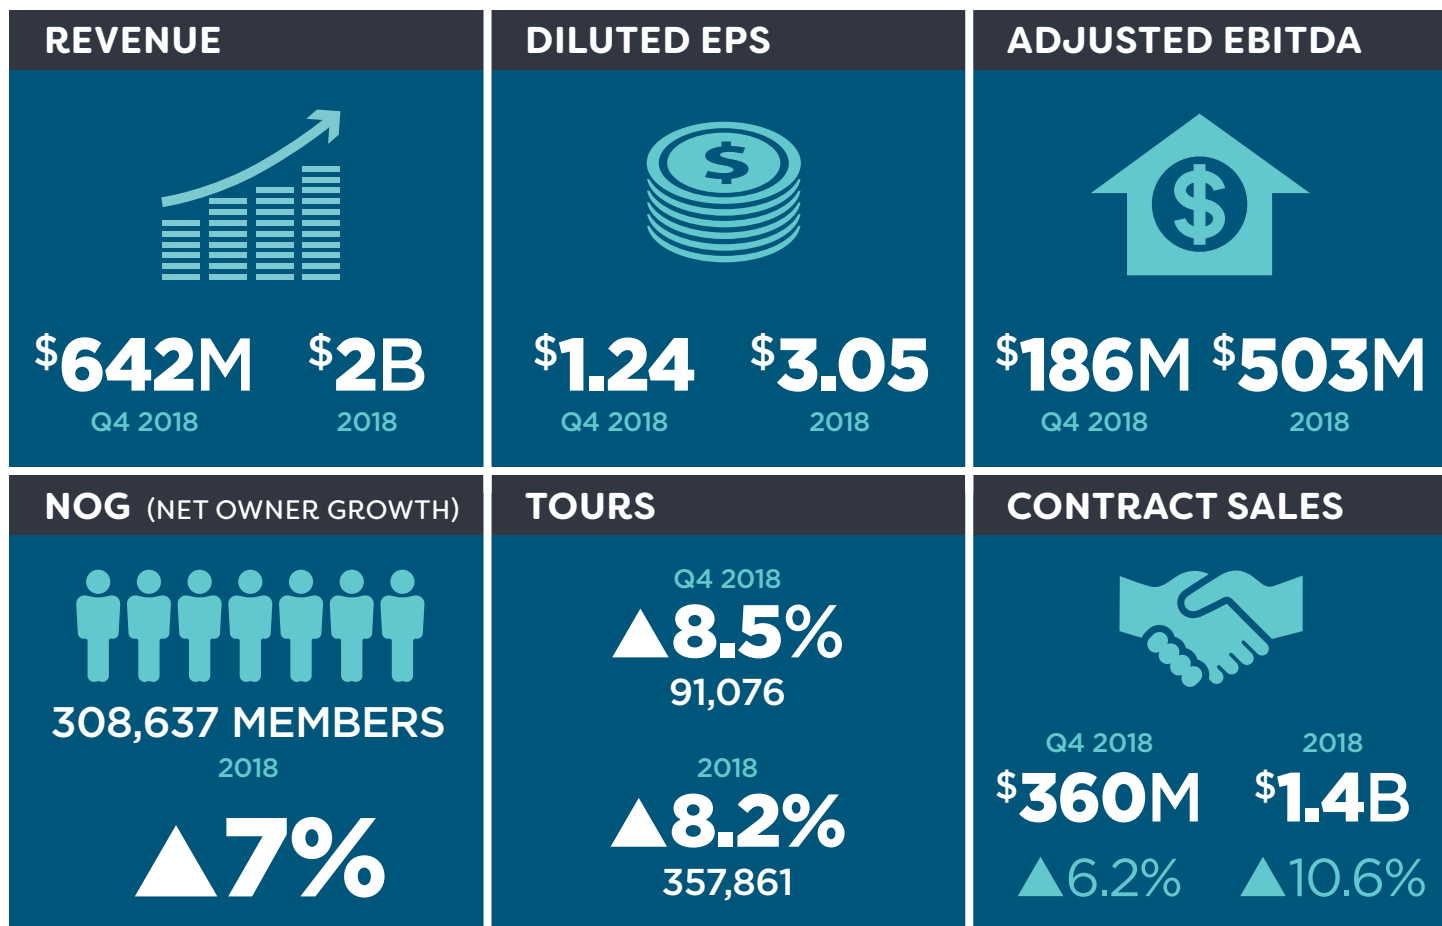 REVENUE
$642M $2B
Q4 2018 2018
DILUTED EPS
$
$1.24 $3.05
Q4 2018 2018
ADJUSTED EBITDA
$
$186M $503M
Q4 2018 2018
NOG (NET OWNER GROWTH)
308,637 MEMBERS
2018
▲7%
TOURS
Q4 2018
▲8.5%
91,076
2018
▲8.2%
357,861
CONTRACT SALES
Q4 2018 2018
$360M $1.4B
▲6.2% ▲10.6%